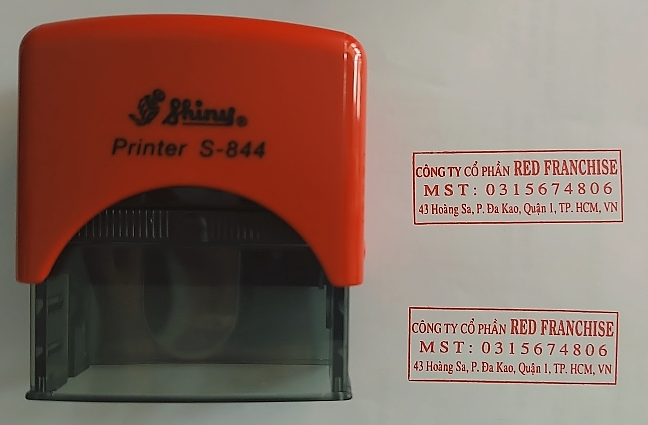 Shiny®
Printer S-844
CÔNG TY CỔ PHẦN RED FRANCHISE
MST: 0315674806
43 Hoàng Sa, P. Đa Kao, Quận 1, TP. HCM, VN
CÔNG TY CỔ PHẦN RED FRANCHISE
MST: 0315674806
43 Hoàng Sa, P. Đa Kao, Quận 1, TP. HCM, VN